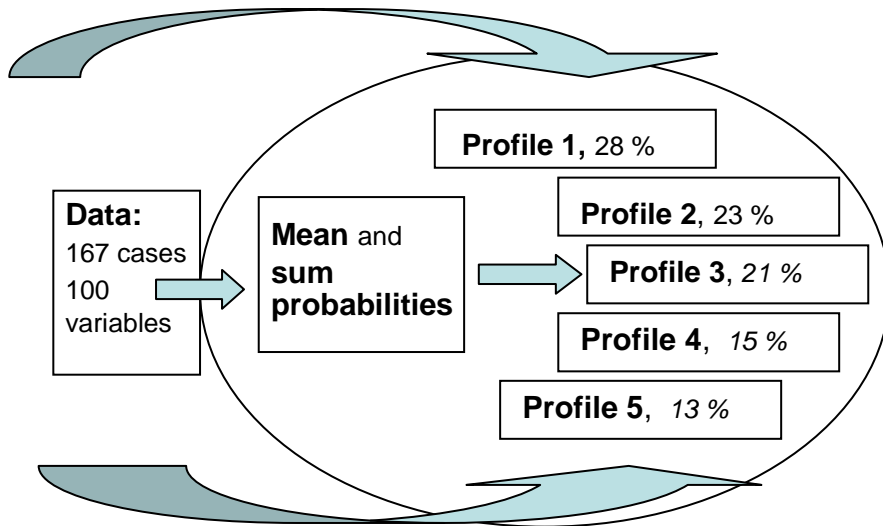 Data:
167 cases
100
variables
Mean and
sum
probabilities
Profile 1, 28 %
Profile 2, 23 %
Profile 3, 21 %
Profile 4, 15 %
Profile 5, 13 %